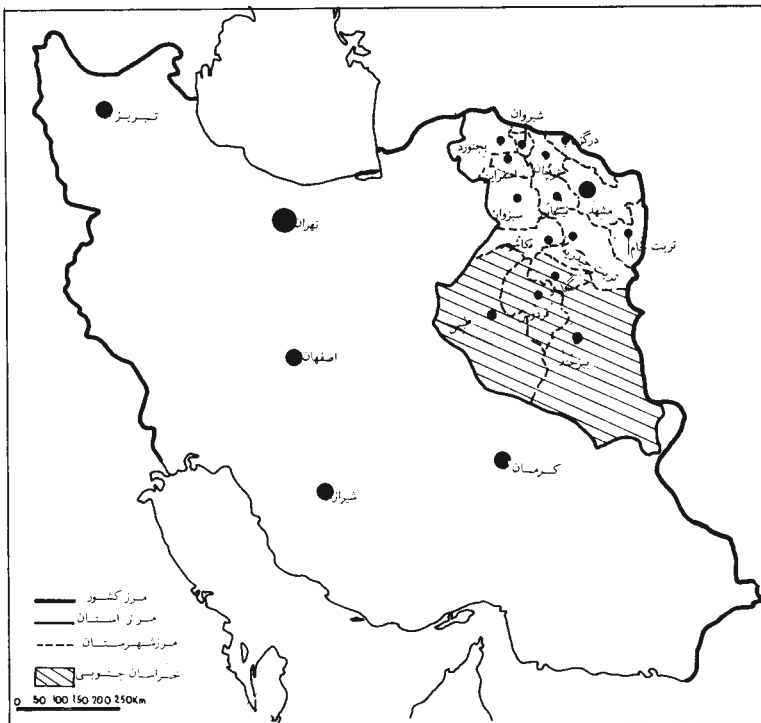 شیروان
درگز
بجنورد
تبریز
سبزوار
مشهد
تربت جام
تهران
فردوس
بیرجند
اصفهان
کرمان
شیراز
مرز کشور
مرز استان
مرز شهرستان
خراسان جنوبی
0 50 100 150 200 250Km